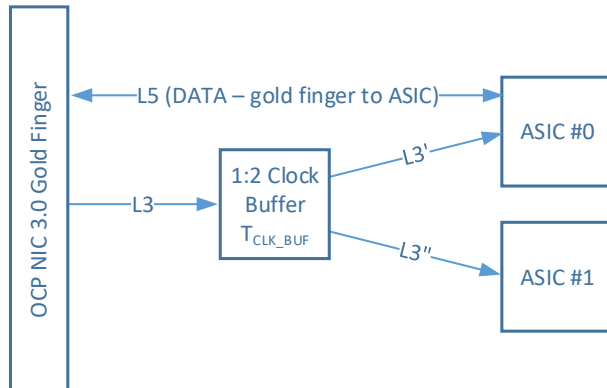 OCP NIC 3.0 Gold Finger
L5 (DATA – gold finger to ASIC)
ASIC #0
L3'
L3
1:2 Clock
Buffer
TCLK_BUF
L3"
ASIC #1